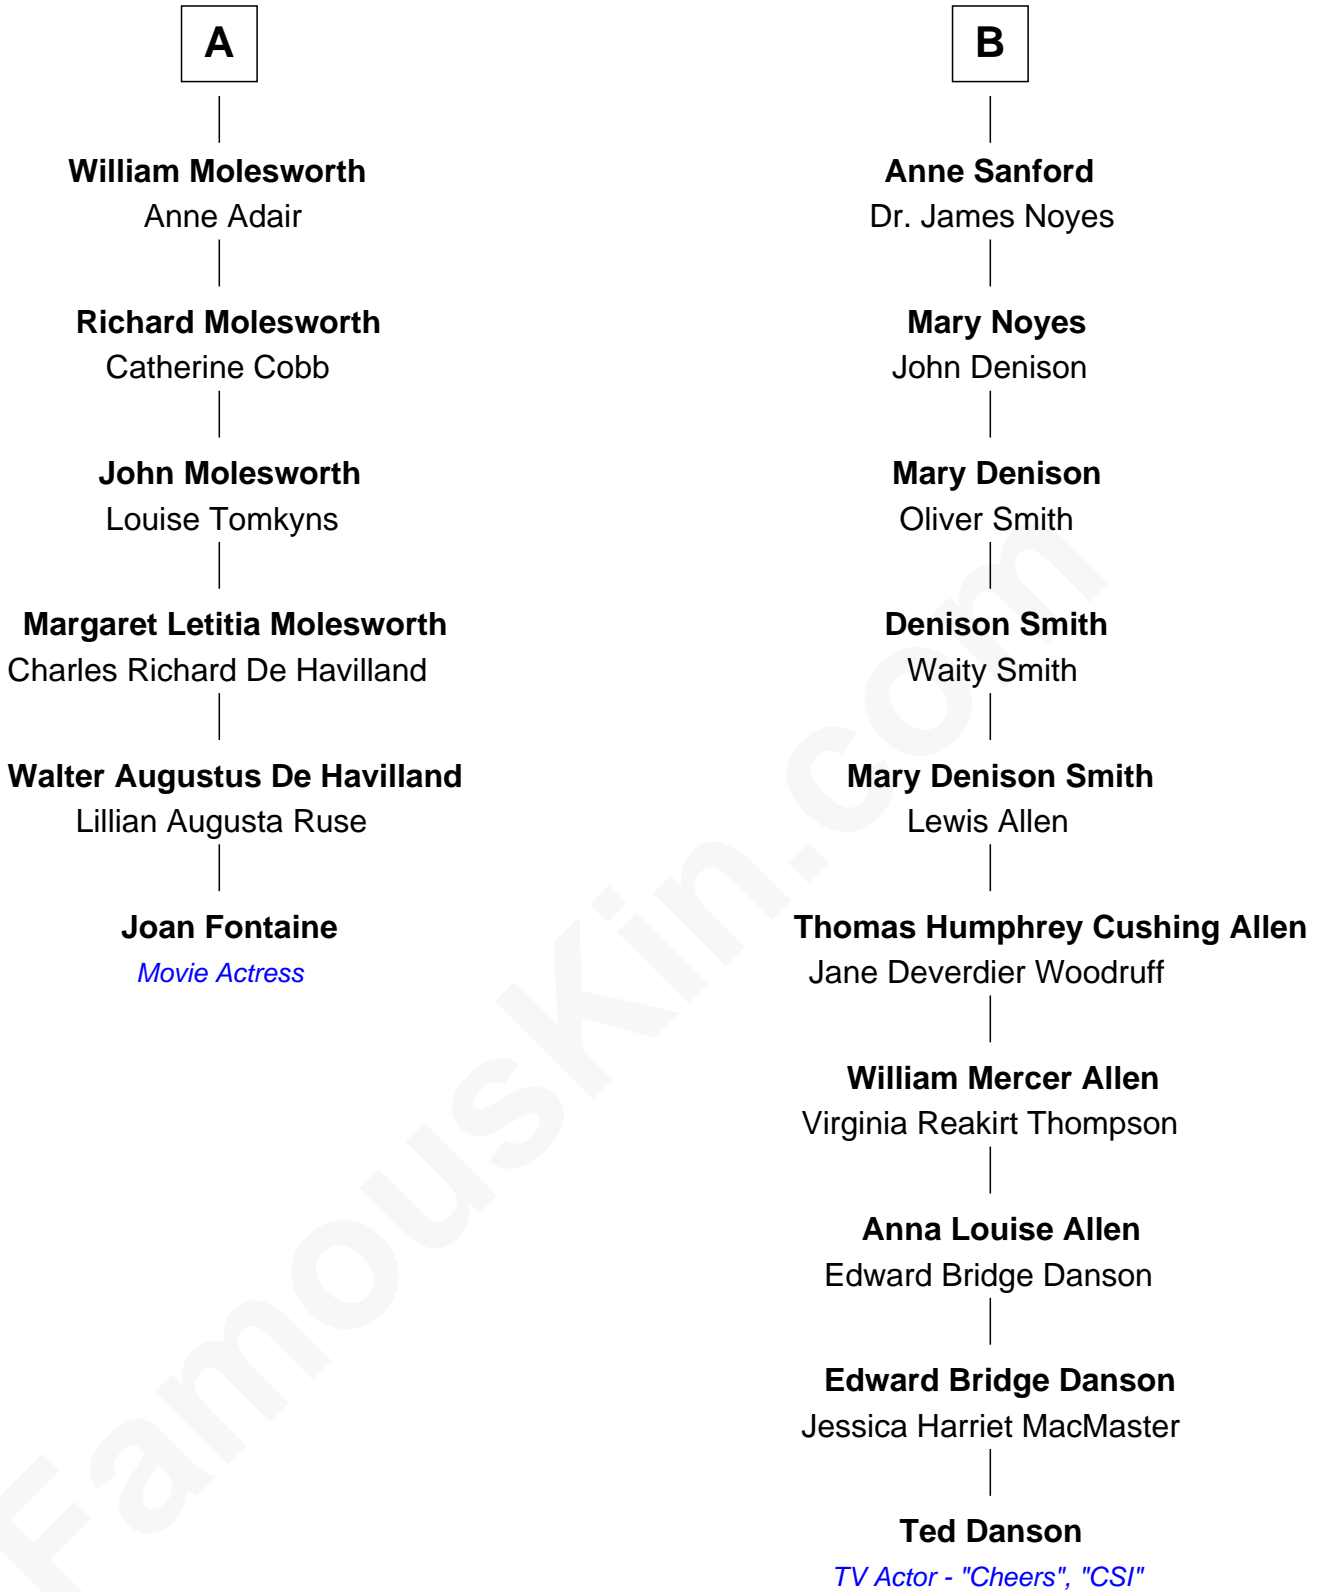 A
William Molesworth
Anne Adair
Richard Molesworth
Catherine Cobb
John Molesworth
Louise Tomkyns
Margaret Letitia Molesworth
Charles Richard De Havilland
Walter Augustus De Havilland
Lillian Augusta Ruse
Joan Fontaine
Movie Actress
B
Anne Sanford
Dr. James Noyes
Mary Noyes
John Denison
Mary Denison
Oliver Smith
Denison Smith
Waity Smith
Mary Denison Smith
Lewis Allen
Thomas Humphrey Cushing Allen
Jane Deverdier Woodruff
William Mercer Allen
Virginia Reakirt Thompson
Anna Louise Allen
Edward Bridge Danson
Edward Bridge Danson
Jessica Harriet MacMaster
Ted Danson
TV Actor - "Cheers", "CSI"
FamousKin.com